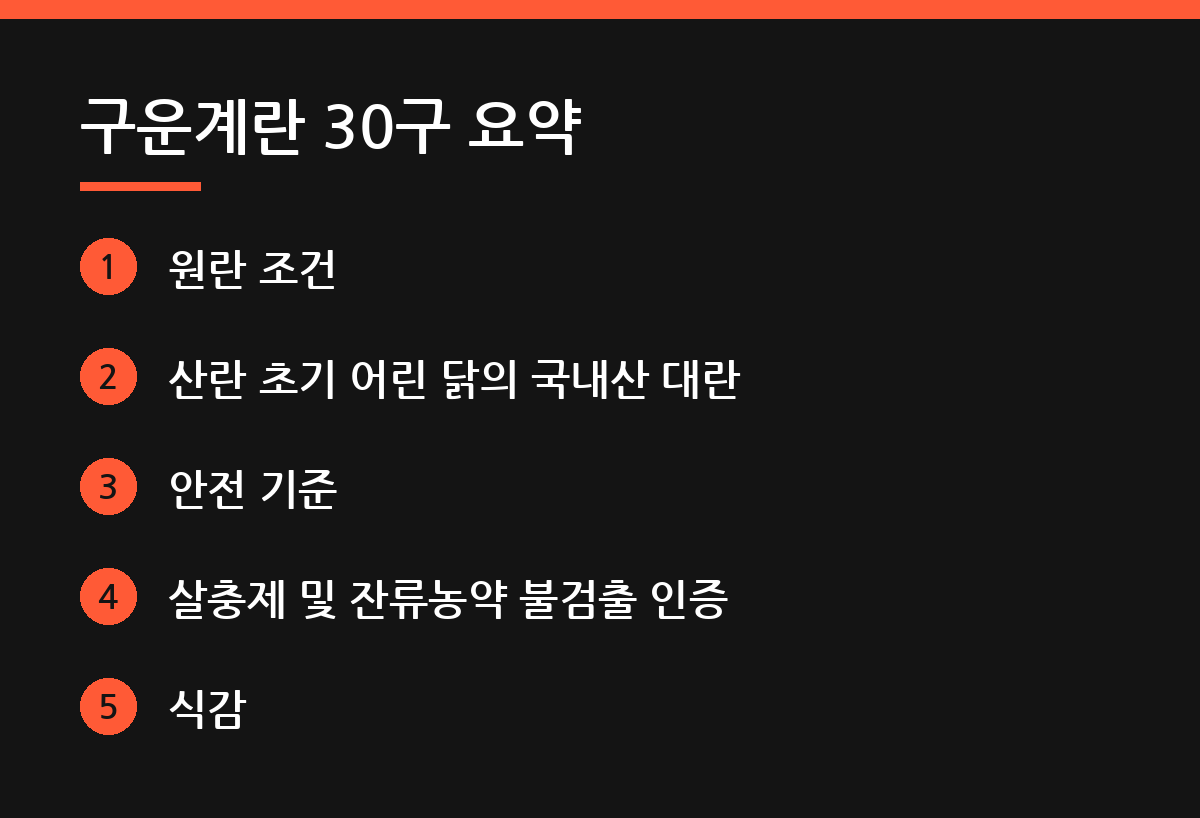 구운계란 30구 요약
1 원란 조건
2 산란 초기 어린 닭의 국내산 대란
3 안전 기준
4 살충제 및 잔류농약 불검출 인증
5 식감